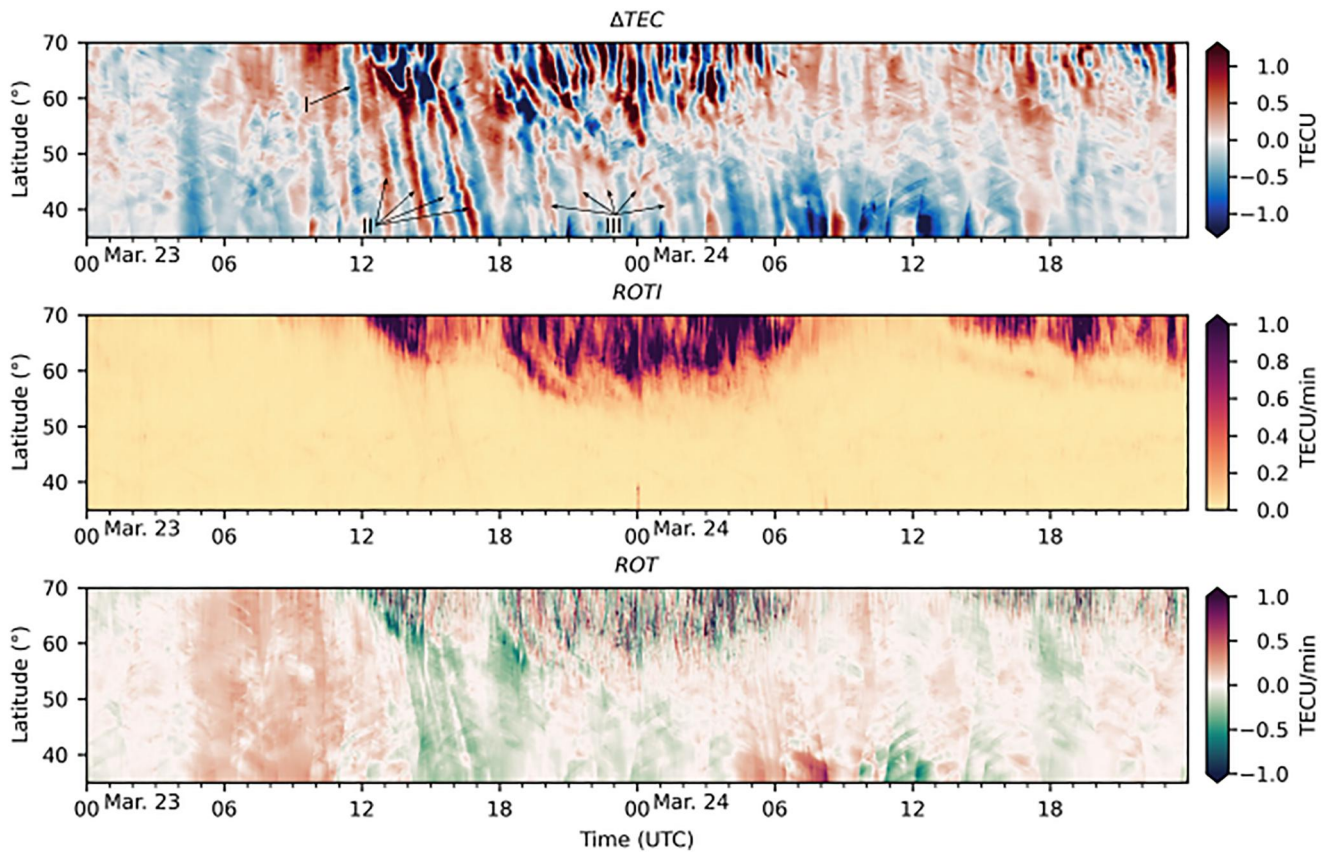 ΔTEC
70
60
50
40
Latitude (°)
I
II
III
00 Mar. 23 06 12 18 00 Mar. 24 06 12 18
1.0
0.5
0.0
−0.5
−1.0
TECU
ROTI
70
60
50
40
Latitude (°)
00 Mar. 23 06 12 18 00 Mar. 24 06 12 18
1.0
0.8
0.6
0.4
0.2
0.0
TECU/min
ROT
70
60
50
40
Latitude (°)
00 Mar. 23 06 12 18 00 Mar. 24 06 12 18
Time (UTC)
1.0
0.5
0.0
−0.5
−1.0
TECU/min